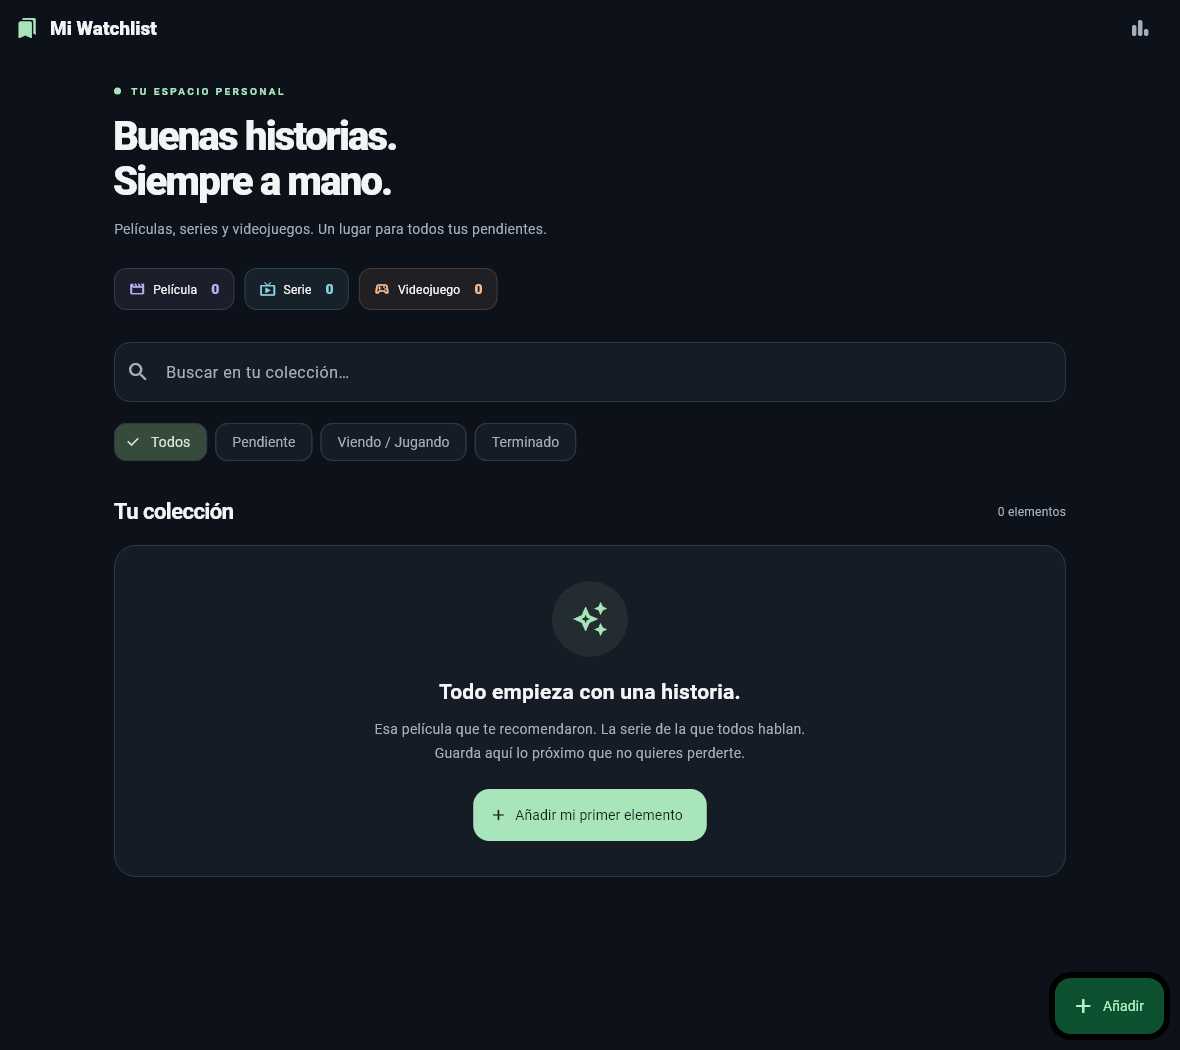 Mi Watchlist
TU ESPACIO PERSONAL
Buenas historias.
Siempre a mano.
Películas, series y videojuegos. Un lugar para todos tus pendientes.
Película 0 Serie 0 Videojuego 0
Buscar en tu colección…
Todos Pendiente Viendo / Jugando Terminado
Tu colección 0 elementos
Todo empieza con una historia.
Esa película que te recomendaron. La serie de la que todos hablan.
Guarda aquí lo próximo que no quieres perderte.
Añadir mi primer elemento
Añadir